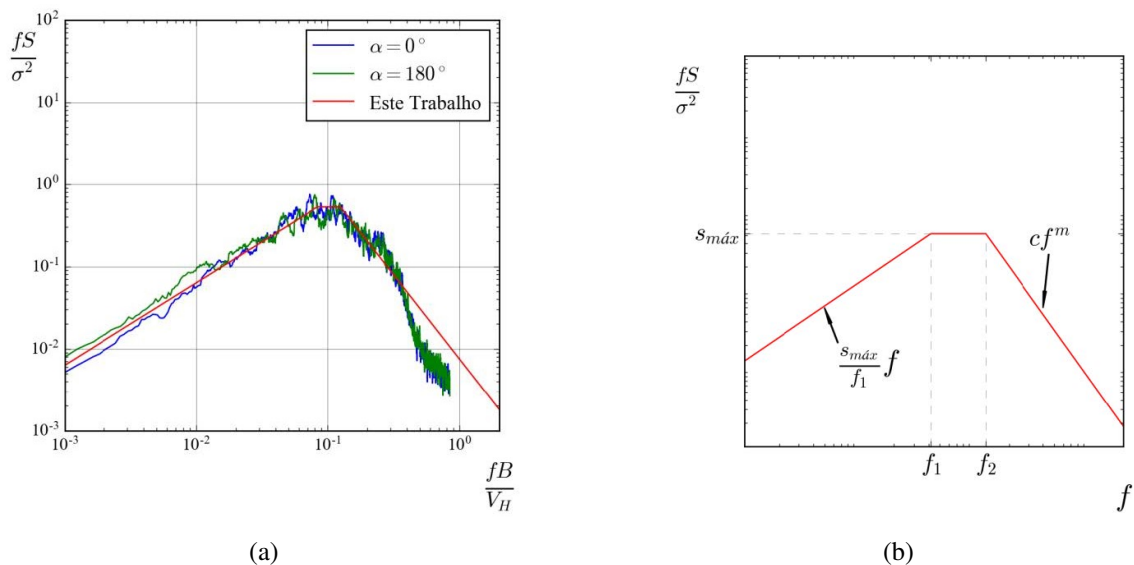 fS
σ²
10²
10¹
10⁰
10⁻¹
10⁻²
10⁻³
α = 0°
α = 180°
Este Trabalho
10⁻³ 10⁻² 10⁻¹ 10⁰
fB
V_H
(a)
fS
σ²
s_máx
cf^m
s_máx
f₁
f
f₁ f₂
f
(b)